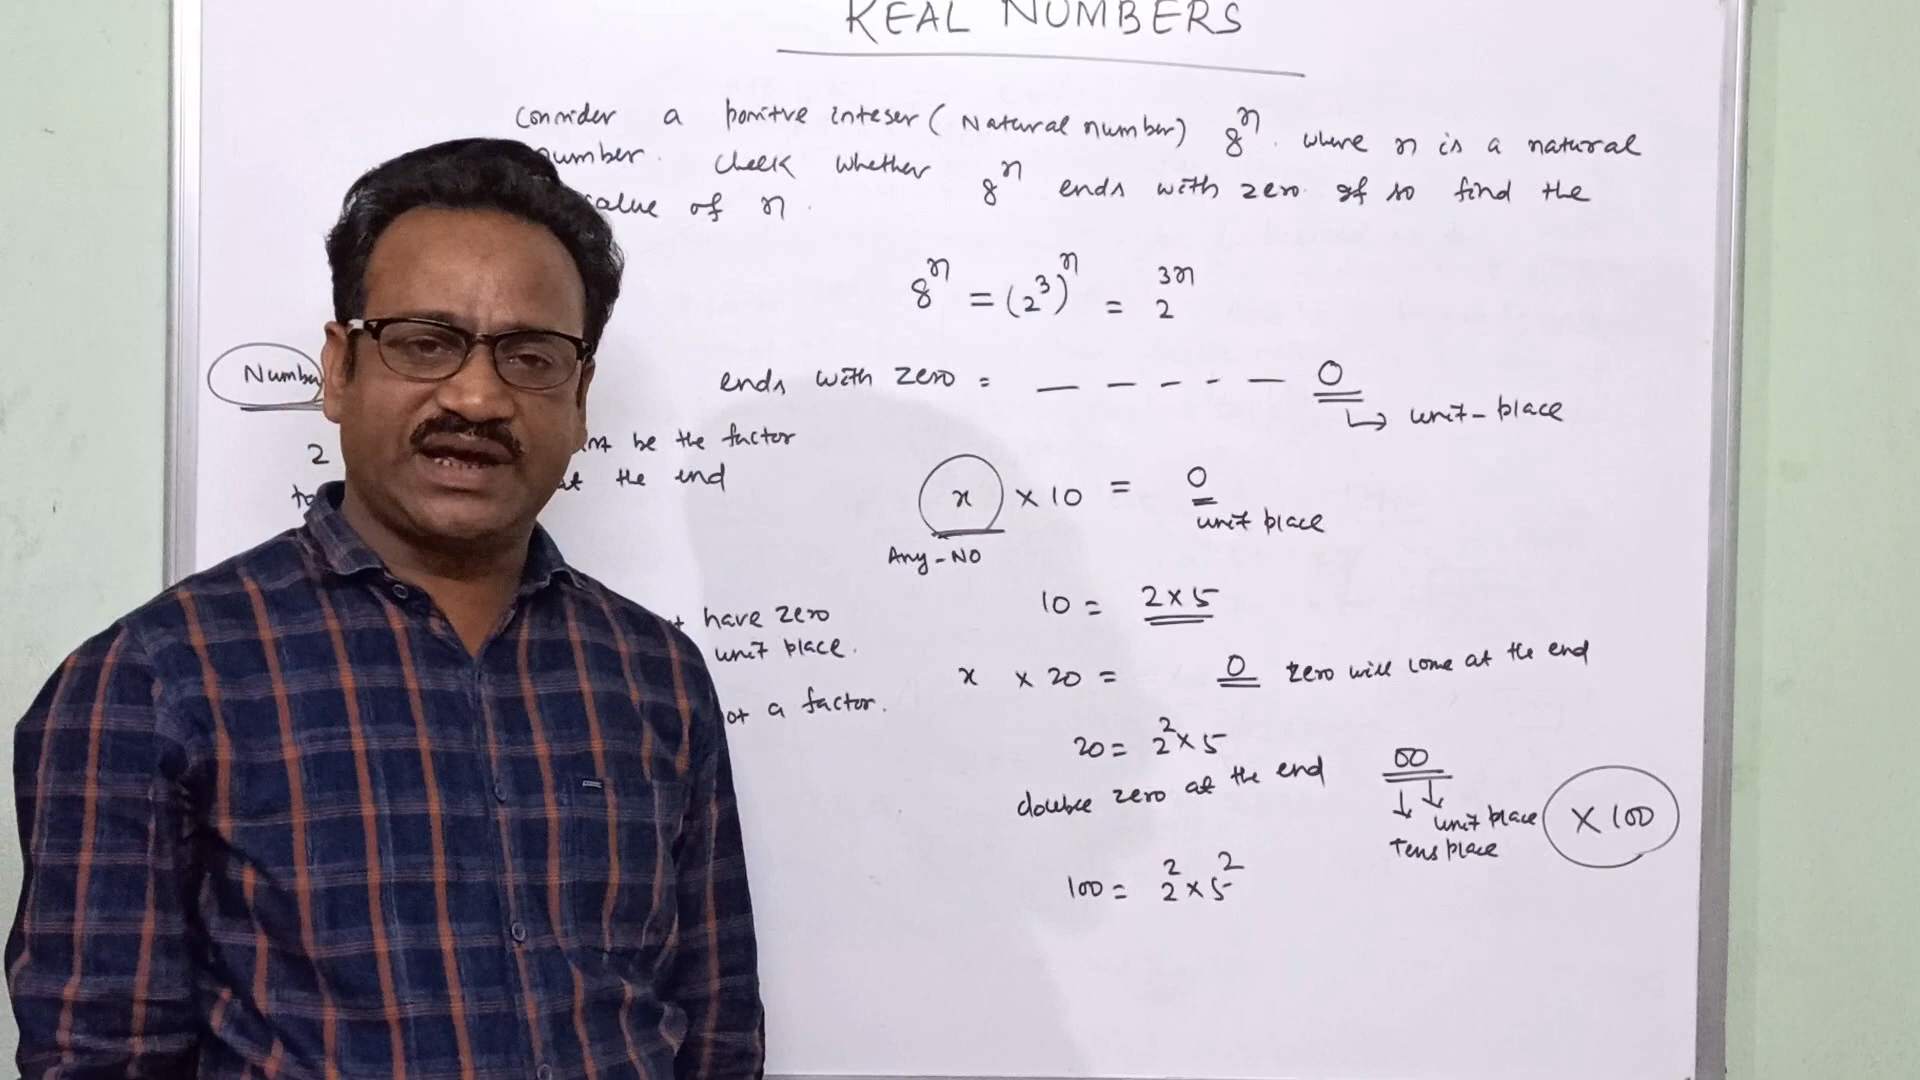 REAL NUMBERS
Consider a positive integer (Natural number) 8^n. where n is a natural
number. Check whether 8^n ends with zero. If so find the
value of n.
8^n = (2^3)^n = 2^3n
Number
ends with zero = — — - - — 0
↳ unit-place
2
be the factor
at the end
x × 10 = 0
unit place
Any-NO
10 = 2×5
have zero
unit place.
x × 20 = 0 zero will come at the end
a factor.
20 = 2^2 × 5
double zero at the end
00
↓ ↓ unit place
Tens place
× 100
100 = 2^2 × 5^2